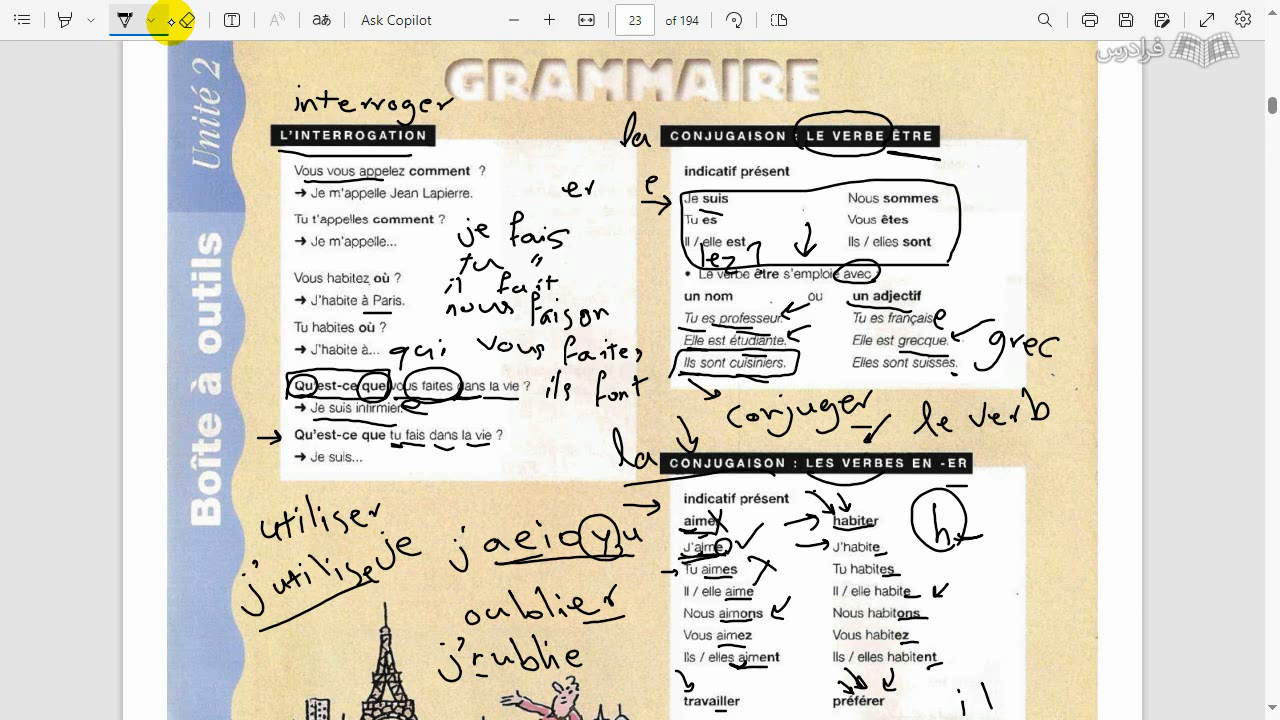 Ask Copilot
23 of 194
فرادرس
Unité 2
Boîte à outils
GRAMMAIRE
interroger
L'INTERROGATION
Vous vous appelez comment ?
→ Je m'appelle Jean Lapierre.
er
Tu t'appelles comment ?
→ Je m'appelle...
je fais
tu "
Vous habitez où ?
il fait
→ J'habite à Paris.
nous faison
Tu habites où ?
→ J'habite à...
qui
vous faites
Qu'est-ce que vous faites dans la vie ?
ils font
→ Je suis infirmier.
e
→ Qu'est-ce que tu fais dans la vie ?
→ Je suis...
la
CONJUGAISON : LE VERBE ÊTRE
indicatif présent
e
Je suis Nous sommes
Tu es Vous êtes
Il / elle est Ils / elles sont
• Le verbe être s'emploie avec :
un nom ou un adjectif
Tu es professeur. Tu es français.
e
Elle est étudiante. Elle est grecque.
grec
Ils sont cuisiniers. Elles sont suisses.
conjuger le verb
la
CONJUGAISON : LES VERBES EN -ER
indicatif présent
aimer habiter
h
J'aime J'habite
Tu aimes Tu habites
Il / elle aime Il / elle habite
Nous aimons Nous habitons
Vous aimez Vous habitez
Ils / elles aiment Ils / elles habitent
travailler préférer
il
utiliser
je
j'utilise
j aeioy,u
oublier
j'rublie